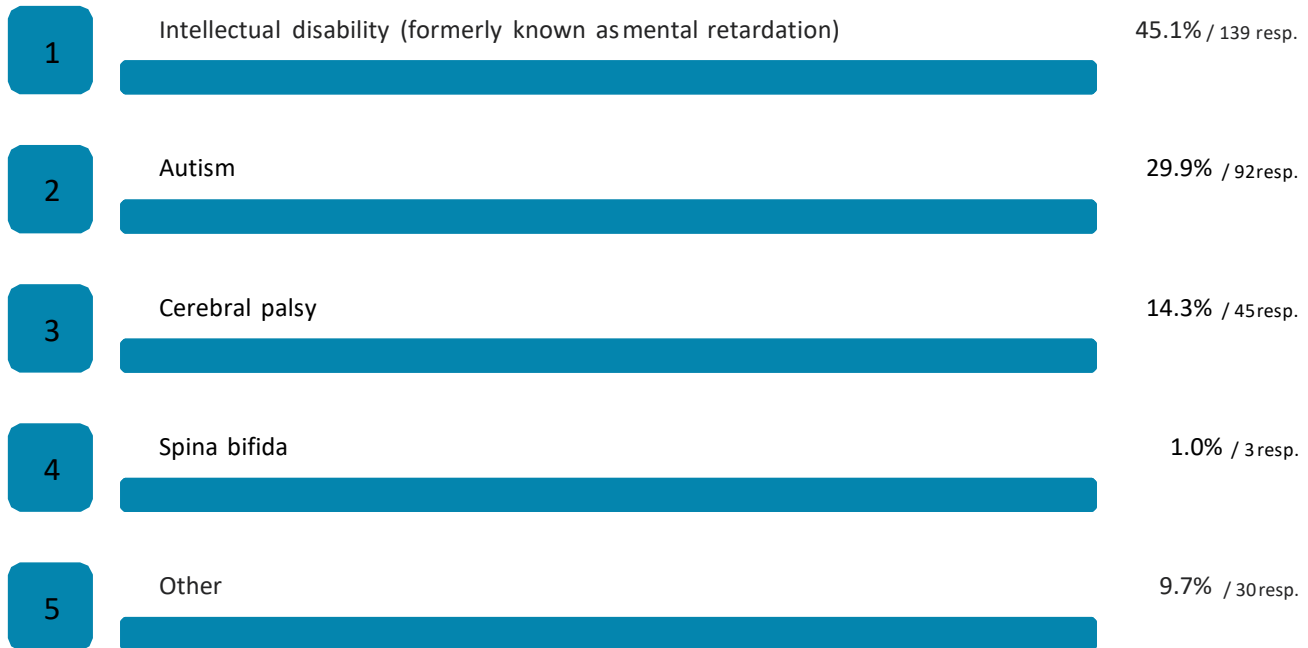 1 Intellectual disability (formerly known as mental retardation) 45.1% / 139 resp.
2 Autism 29.9% / 92 resp.
3 Cerebral palsy 14.3% / 45 resp.
4 Spina bifida 1.0% / 3 resp.
5 Other 9.7% / 30 resp.